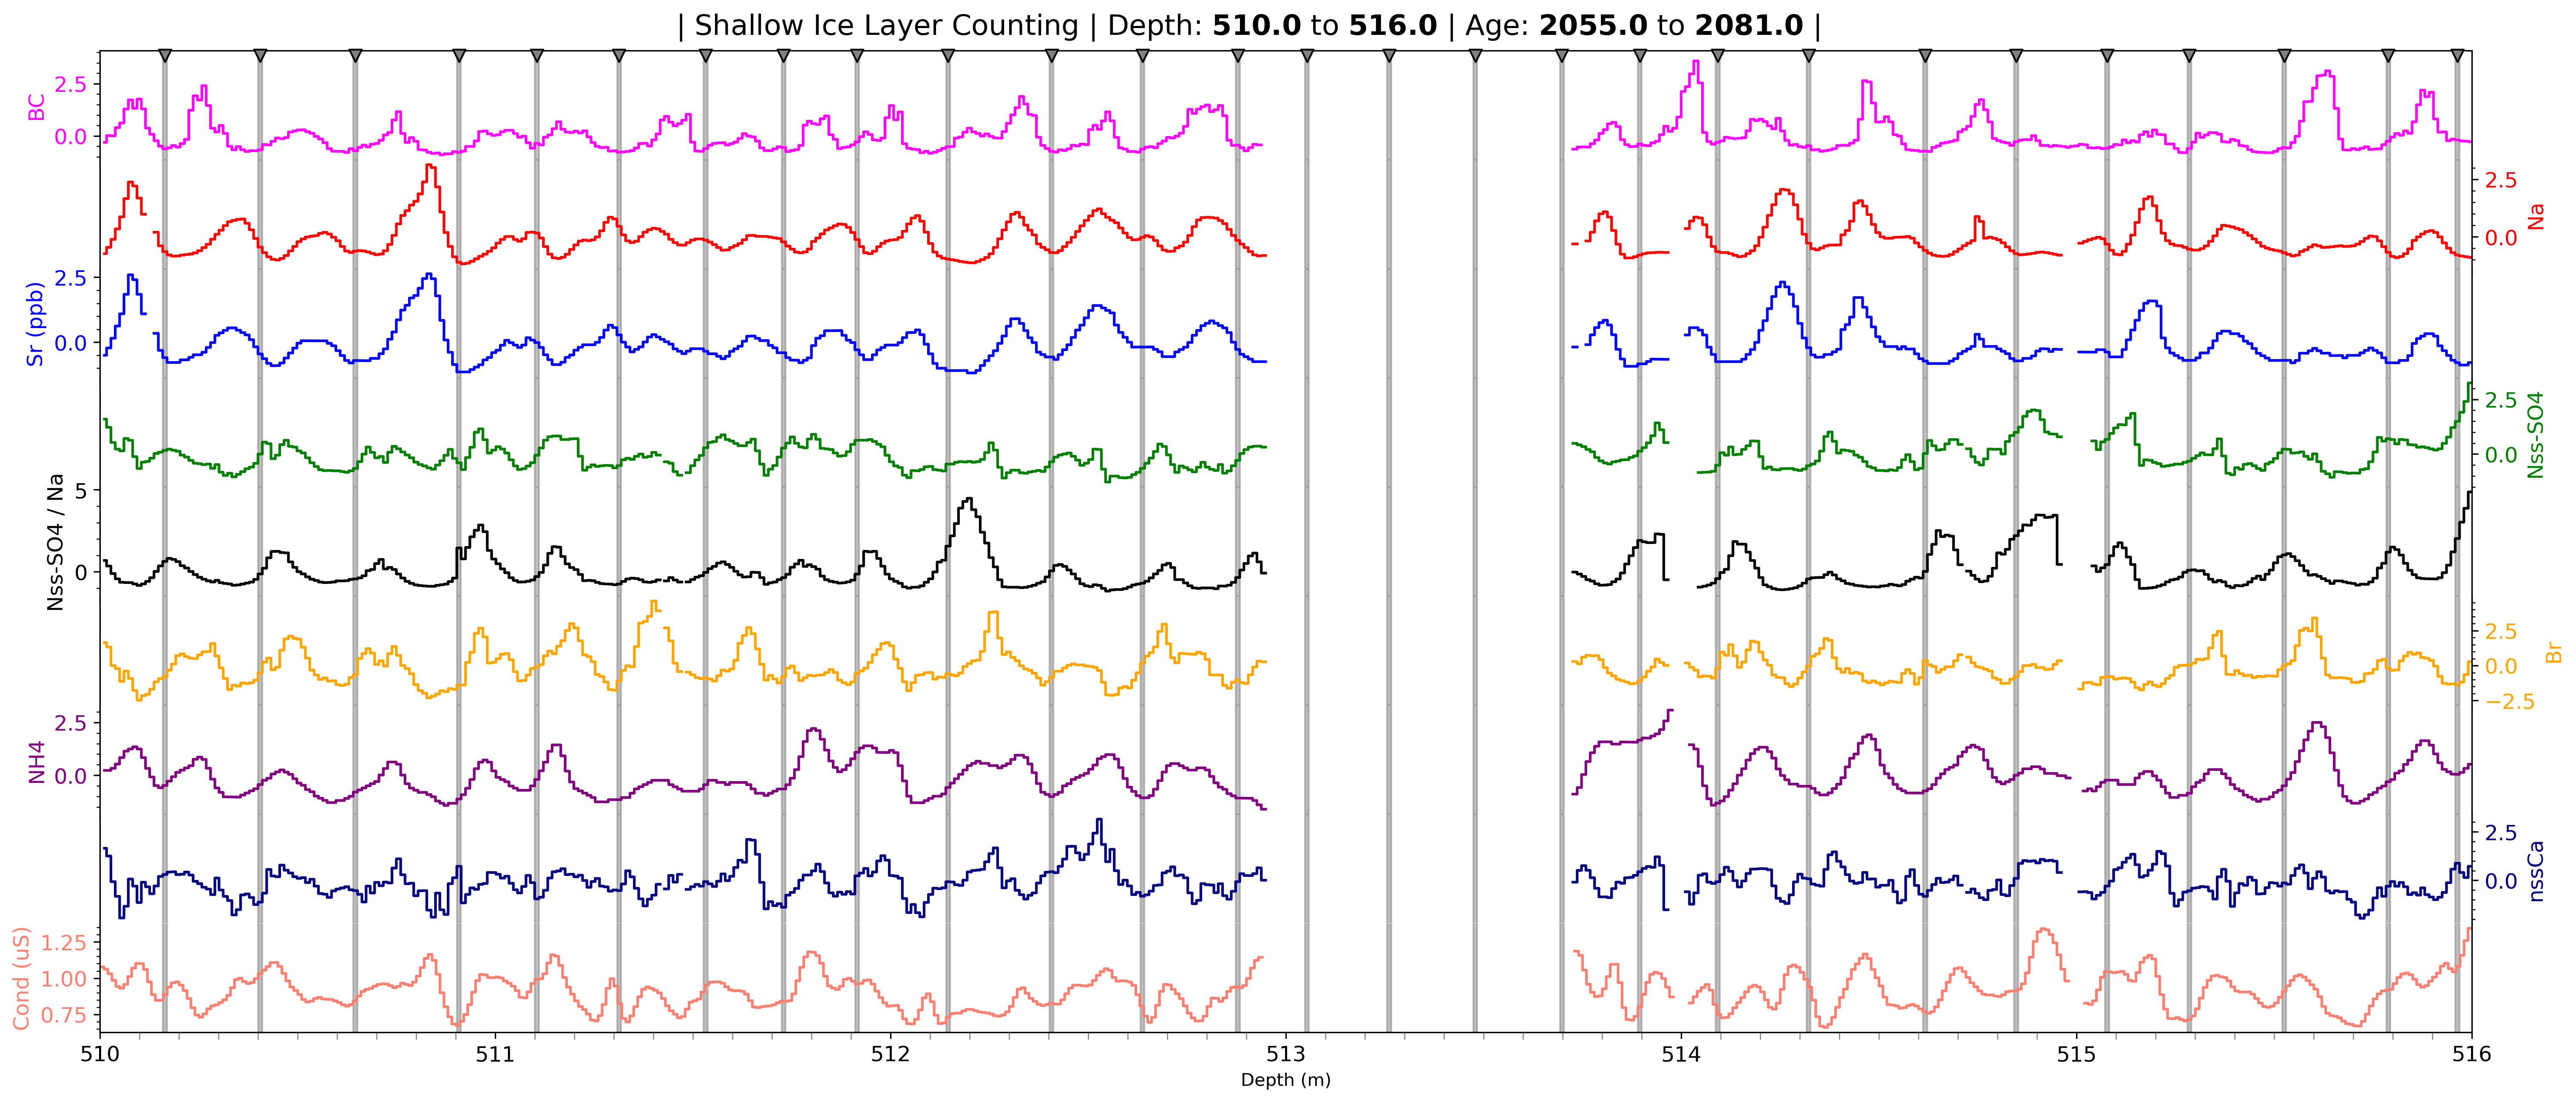 | Shallow Ice Layer Counting | Depth: 510.0 to 516.0 | Age: 2055.0 to 2081.0 |
BC
2.5
0.0
2.5
0.0
Na
Sr (ppb)
2.5
0.0
2.5
0.0
Nss-SO4
Nss-SO4 / Na
5
0
2.5
0.0
−2.5
Br
NH4
2.5
0.0
2.5
0.0
nssCa
Cond (uS)
1.25
1.00
0.75
510 511 512 513 514 515 516
Depth (m)